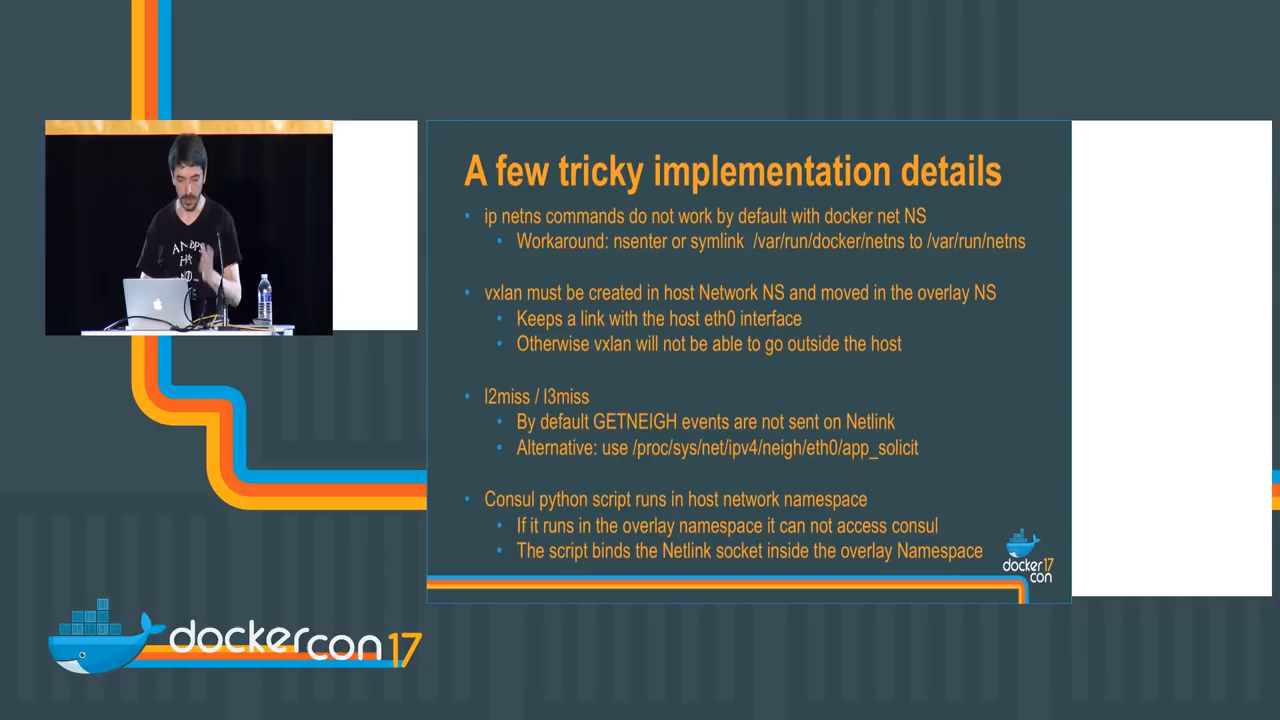 A few tricky implementation details
• ip netns commands do not work by default with docker net NS
• Workaround: nsenter or symlink /var/run/docker/netns to /var/run/netns
• vxlan must be created in host Network NS and moved in the overlay NS
• Keeps a link with the host eth0 interface
• Otherwise vxlan will not be able to go outside the host
• l2miss / l3miss
• By default GETNEIGH events are not sent on Netlink
• Alternative: use /proc/sys/net/ipv4/neigh/eth0/app_solicit
• Consul python script runs in host network namespace
• If it runs in the overlay namespace it can not access consul
• The script binds the Netlink socket inside the overlay Namespace
docker 17
con
dockercon 17